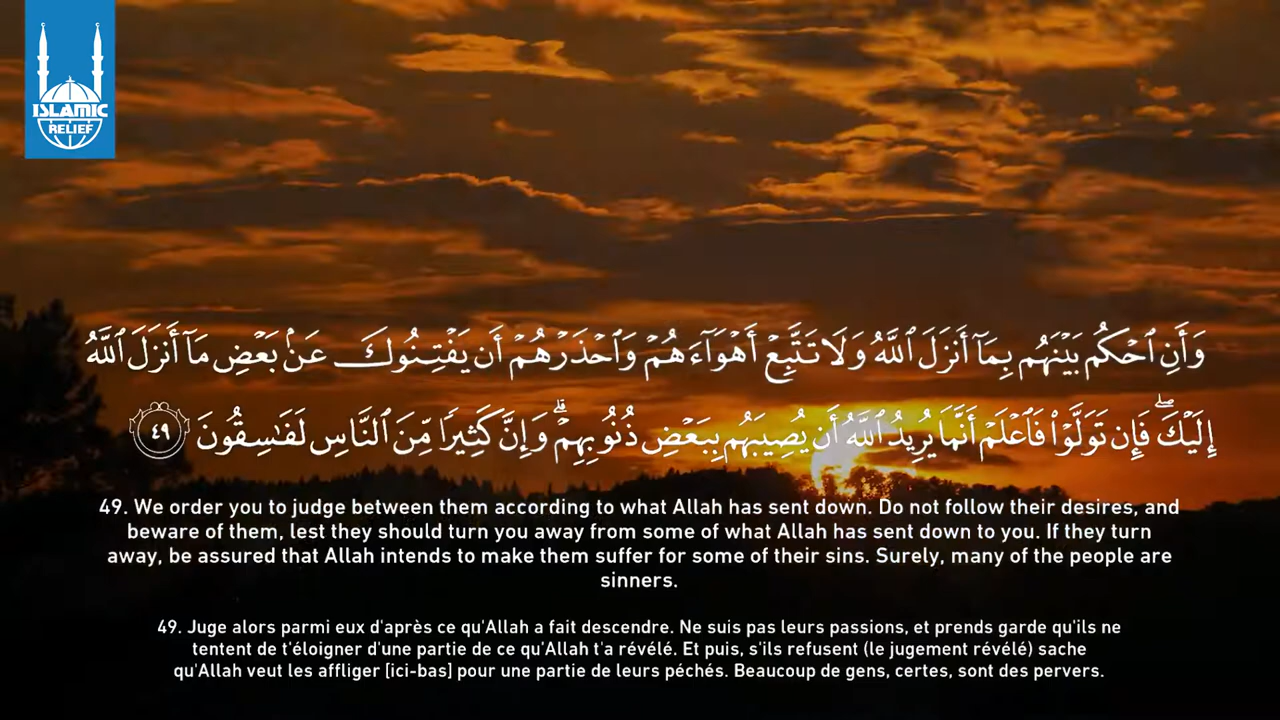 ISLAMIC
RELIEF
وَأَنِ ٱحْكُم بَيْنَهُم بِمَآ أَنزَلَ ٱللَّهُ وَلَا تَتَّبِعْ أَهْوَآءَهُمْ وَٱحْذَرْهُمْ أَن يَفْتِنُوكَ عَنۢ بَعْضِ مَآ أَنزَلَ ٱللَّهُ
إِلَيْكَ ۖ فَإِن تَوَلَّوْا۟ فَٱعْلَمْ أَنَّمَا يُرِيدُ ٱللَّهُ أَن يُصِيبَهُم بِبَعْضِ ذُنُوبِهِمْ ۗ وَإِنَّ كَثِيرًا مِّنَ ٱلنَّاسِ لَفَـٰسِقُونَ ٤٩
49. We order you to judge between them according to what Allah has sent down. Do not follow their desires, and
beware of them, lest they should turn you away from some of what Allah has sent down to you. If they turn
away, be assured that Allah intends to make them suffer for some of their sins. Surely, many of the people are
sinners.
49. Juge alors parmi eux d'après ce qu'Allah a fait descendre. Ne suis pas leurs passions, et prends garde qu'ils ne
tentent de t'éloigner d'une partie de ce qu'Allah t'a révélé. Et puis, s'ils refusent (le jugement révélé) sache
qu'Allah veut les affliger [ici-bas] pour une partie de leurs péchés. Beaucoup de gens, certes, sont des pervers.